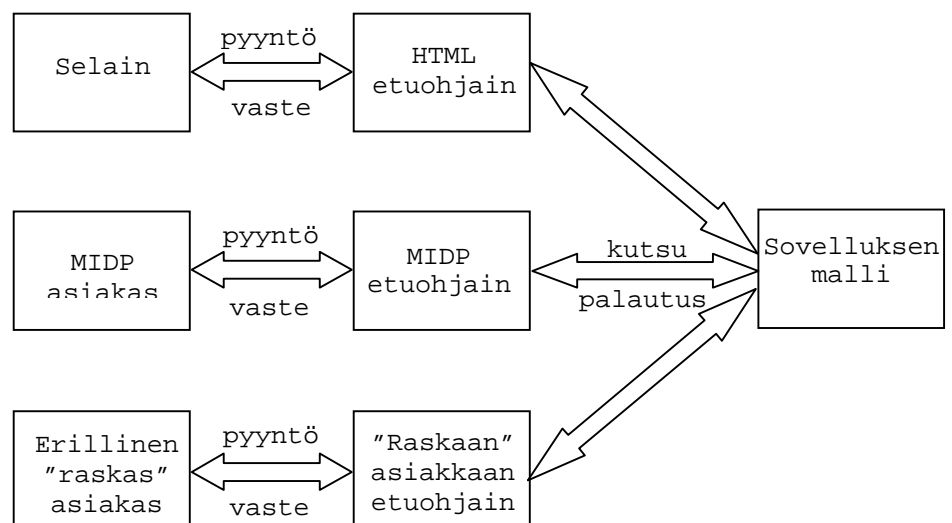 Selain
pyyntö
vaste
HTML
etuohjain
MIDP
asiakas
pyyntö
vaste
MIDP
etuohjain
kutsu
palautus
Sovelluksen
malli
Erillinen
”raskas”
asiakas
pyyntö
vaste
”Raskaan”
asiakkaan
etuohjain